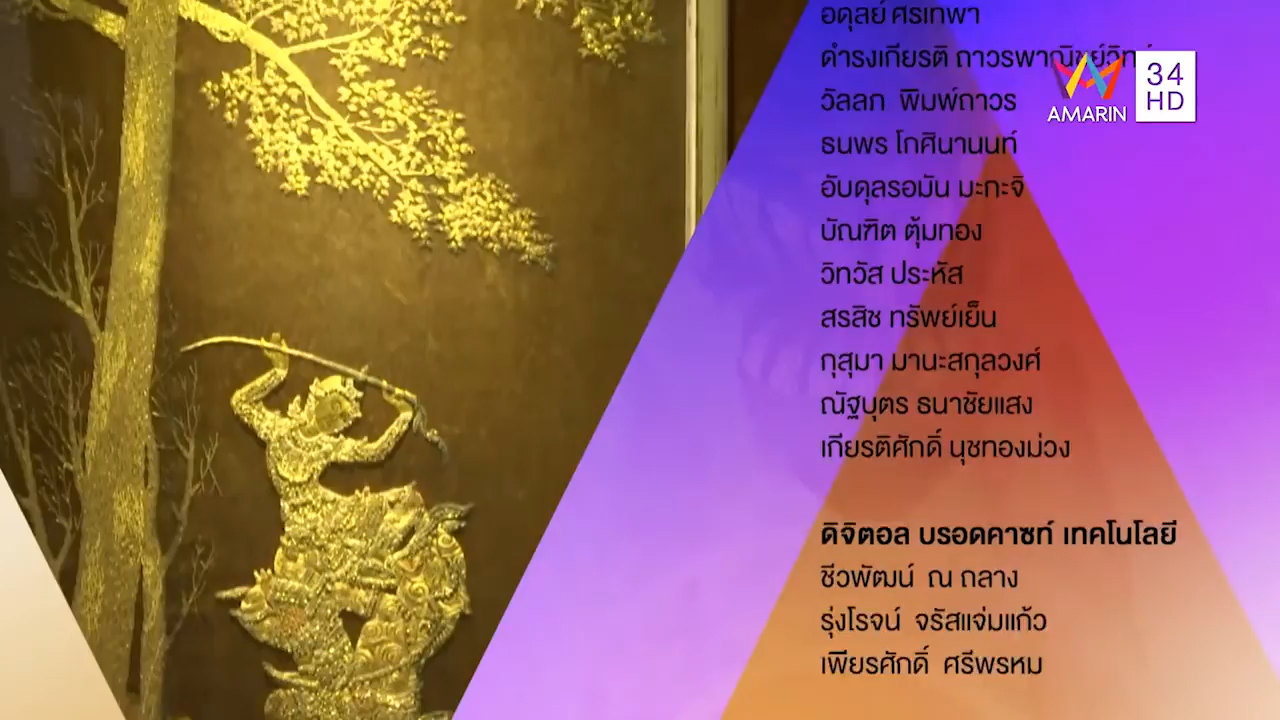 อดุลย์ ศรเทพา
ดำรงเกียรติ ถาวรพาณิชย์วิทย์
วัลลภ พิมพ์ถาวร
ธนพร โกศินานนท์
อับดุลรอมัน มะกะจิ
บัณฑิต ตุ้มทอง
วิทวัส ประหัส
สรสิช ทรัพย์เย็น
กุสุมา มานะสกุลวงศ์
ณัฐบุตร ธนาชัยแสง
เกียรติศักดิ์ นุชทองม่วง
ดิจิตอล บรอดคาซท์ เทคโนโลยี
ชีวพัฒน์ ณ ถลาง
รุ่งโรจน์ จรัสแจ่มแก้ว
เพียรศักดิ์ ศรีพรหม
AMARIN
34
HD